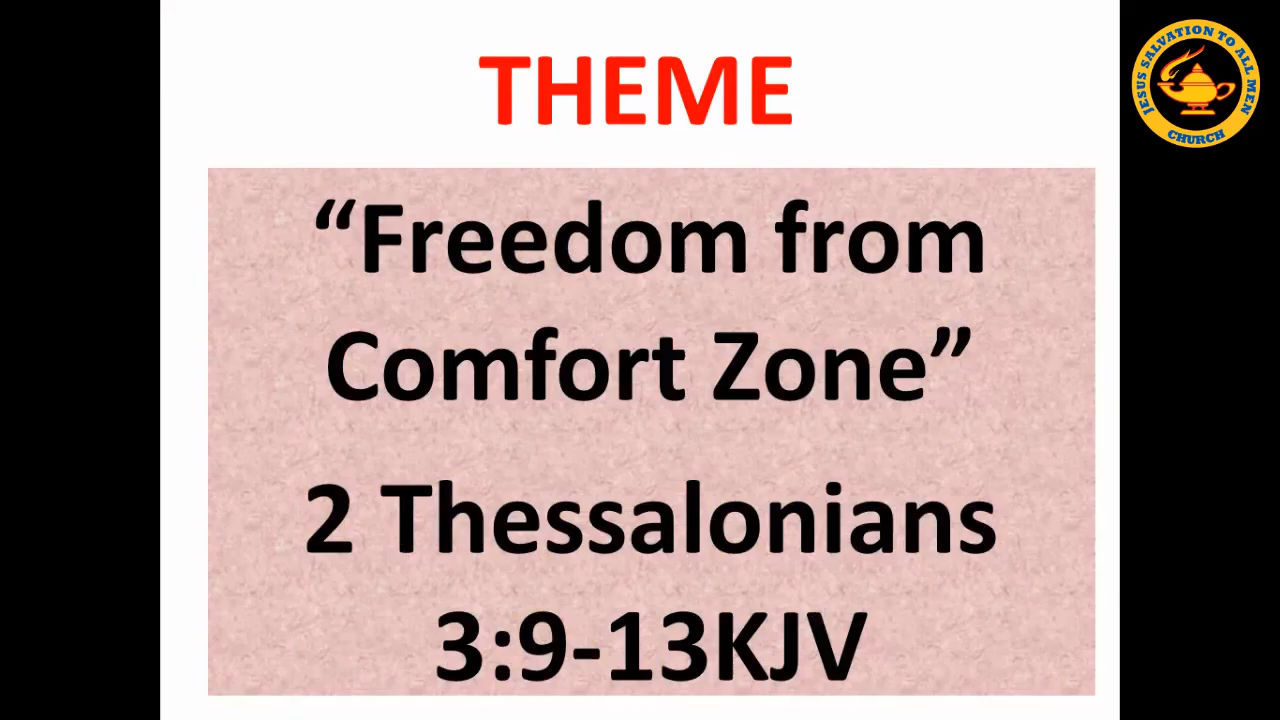 THEME
“Freedom from
Comfort Zone”
2 Thessalonians
3:9-13KJV
JESUS SALVATION TO ALL MEN
CHURCH